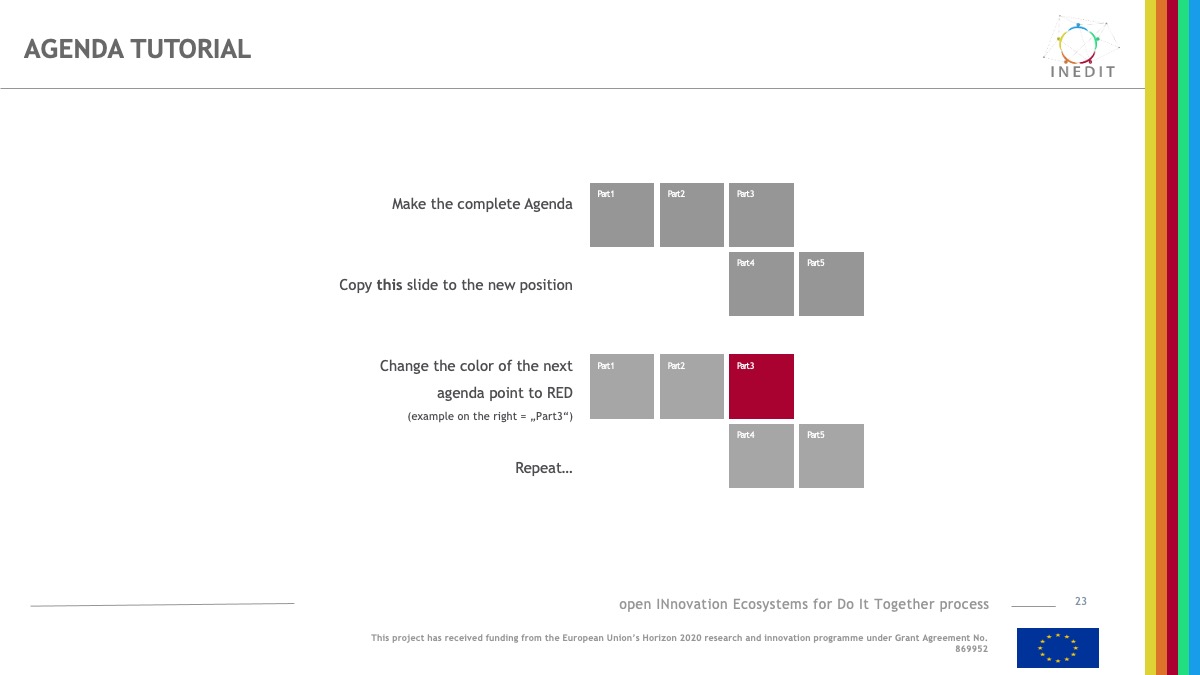 AGENDA TUTORIAL
INEDIT
Make the complete Agenda
Part1 Part2 Part3
Part4 Part5
Copy this slide to the new position
Change the color of the next
agenda point to RED
(example on the right = „Part3“)
Part1 Part2 Part3
Part4 Part5
Repeat…
open INnovation Ecosystems for Do It Together process
23
This project has received funding from the European Union’s Horizon 2020 research and innovation programme under Grant Agreement No.
869952